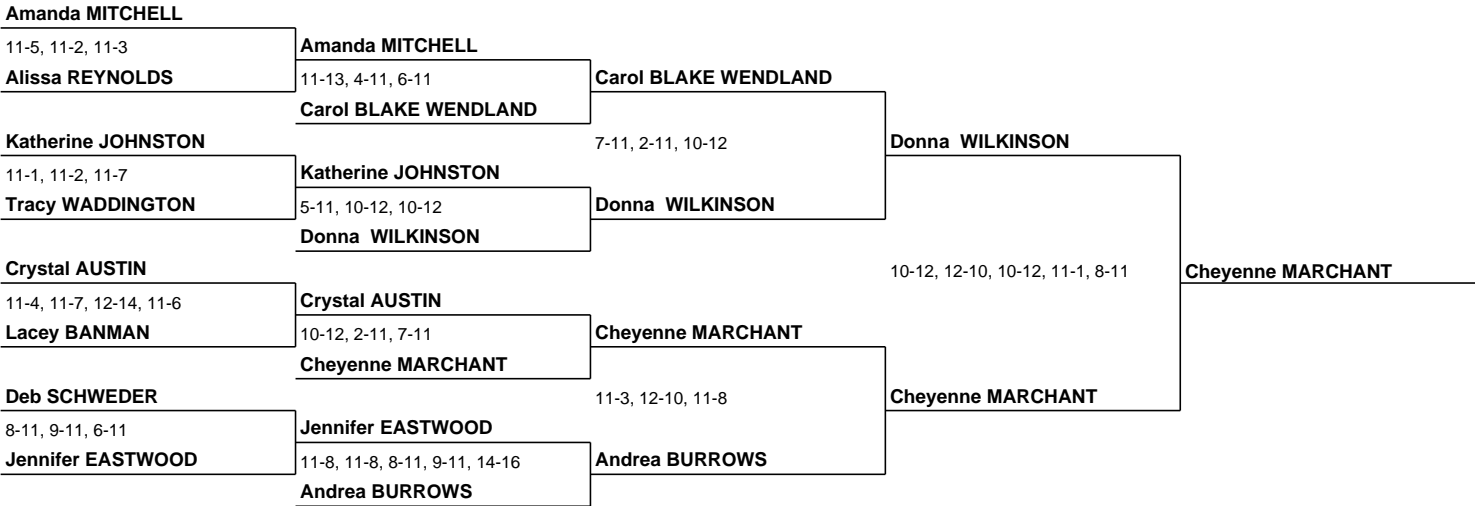 Amanda MITCHELL
11-5, 11-2, 11-3
Amanda MITCHELL
Alissa REYNOLDS
11-13, 4-11, 6-11
Carol BLAKE WENDLAND
Carol BLAKE WENDLAND
Katherine JOHNSTON
7-11, 2-11, 10-12
Donna  WILKINSON
11-1, 11-2, 11-7
Katherine JOHNSTON
Tracy WADDINGTON
5-11, 10-12, 10-12
Donna  WILKINSON
Donna  WILKINSON
Crystal AUSTIN
10-12, 12-10, 10-12, 11-1, 8-11
Cheyenne MARCHANT
11-4, 11-7, 12-14, 11-6
Crystal AUSTIN
Lacey BANMAN
10-12, 2-11, 7-11
Cheyenne MARCHANT
Cheyenne MARCHANT
Deb SCHWEDER
11-3, 12-10, 11-8
Cheyenne MARCHANT
8-11, 9-11, 6-11
Jennifer EASTWOOD
Jennifer EASTWOOD
11-8, 11-8, 8-11, 9-11, 14-16
Andrea BURROWS
Andrea BURROWS